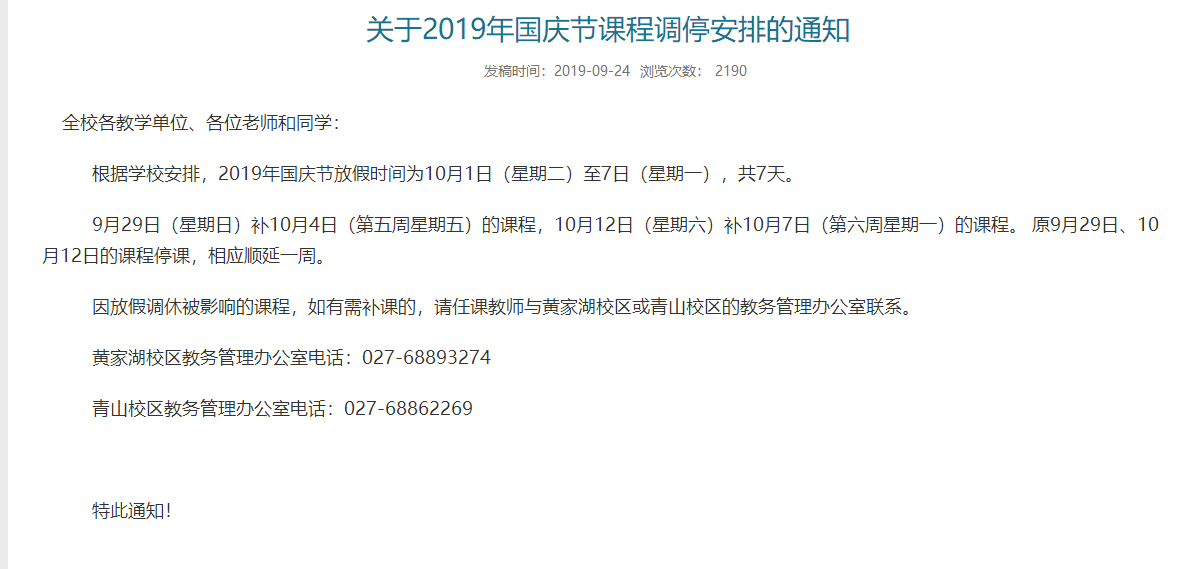 关于2019年国庆节课程调停安排的通知
发稿时间：2019-09-24 浏览次数： 2190
全校各教学单位、各位老师和同学：
根据学校安排，2019年国庆节放假时间为10月1日（星期二）至7日（星期一），共7天。
9月29日（星期日）补10月4日（第五周星期五）的课程，10月12日（星期六）补10月7日（第六周星期一）的课程。 原9月29日、10
月12日的课程停课，相应顺延一周。
因放假调休被影响的课程，如有需补课的，请任课教师与黄家湖校区或青山校区的教务管理办公室联系。
黄家湖校区教务管理办公室电话：027-68893274
青山校区教务管理办公室电话：027-68862269
特此通知！